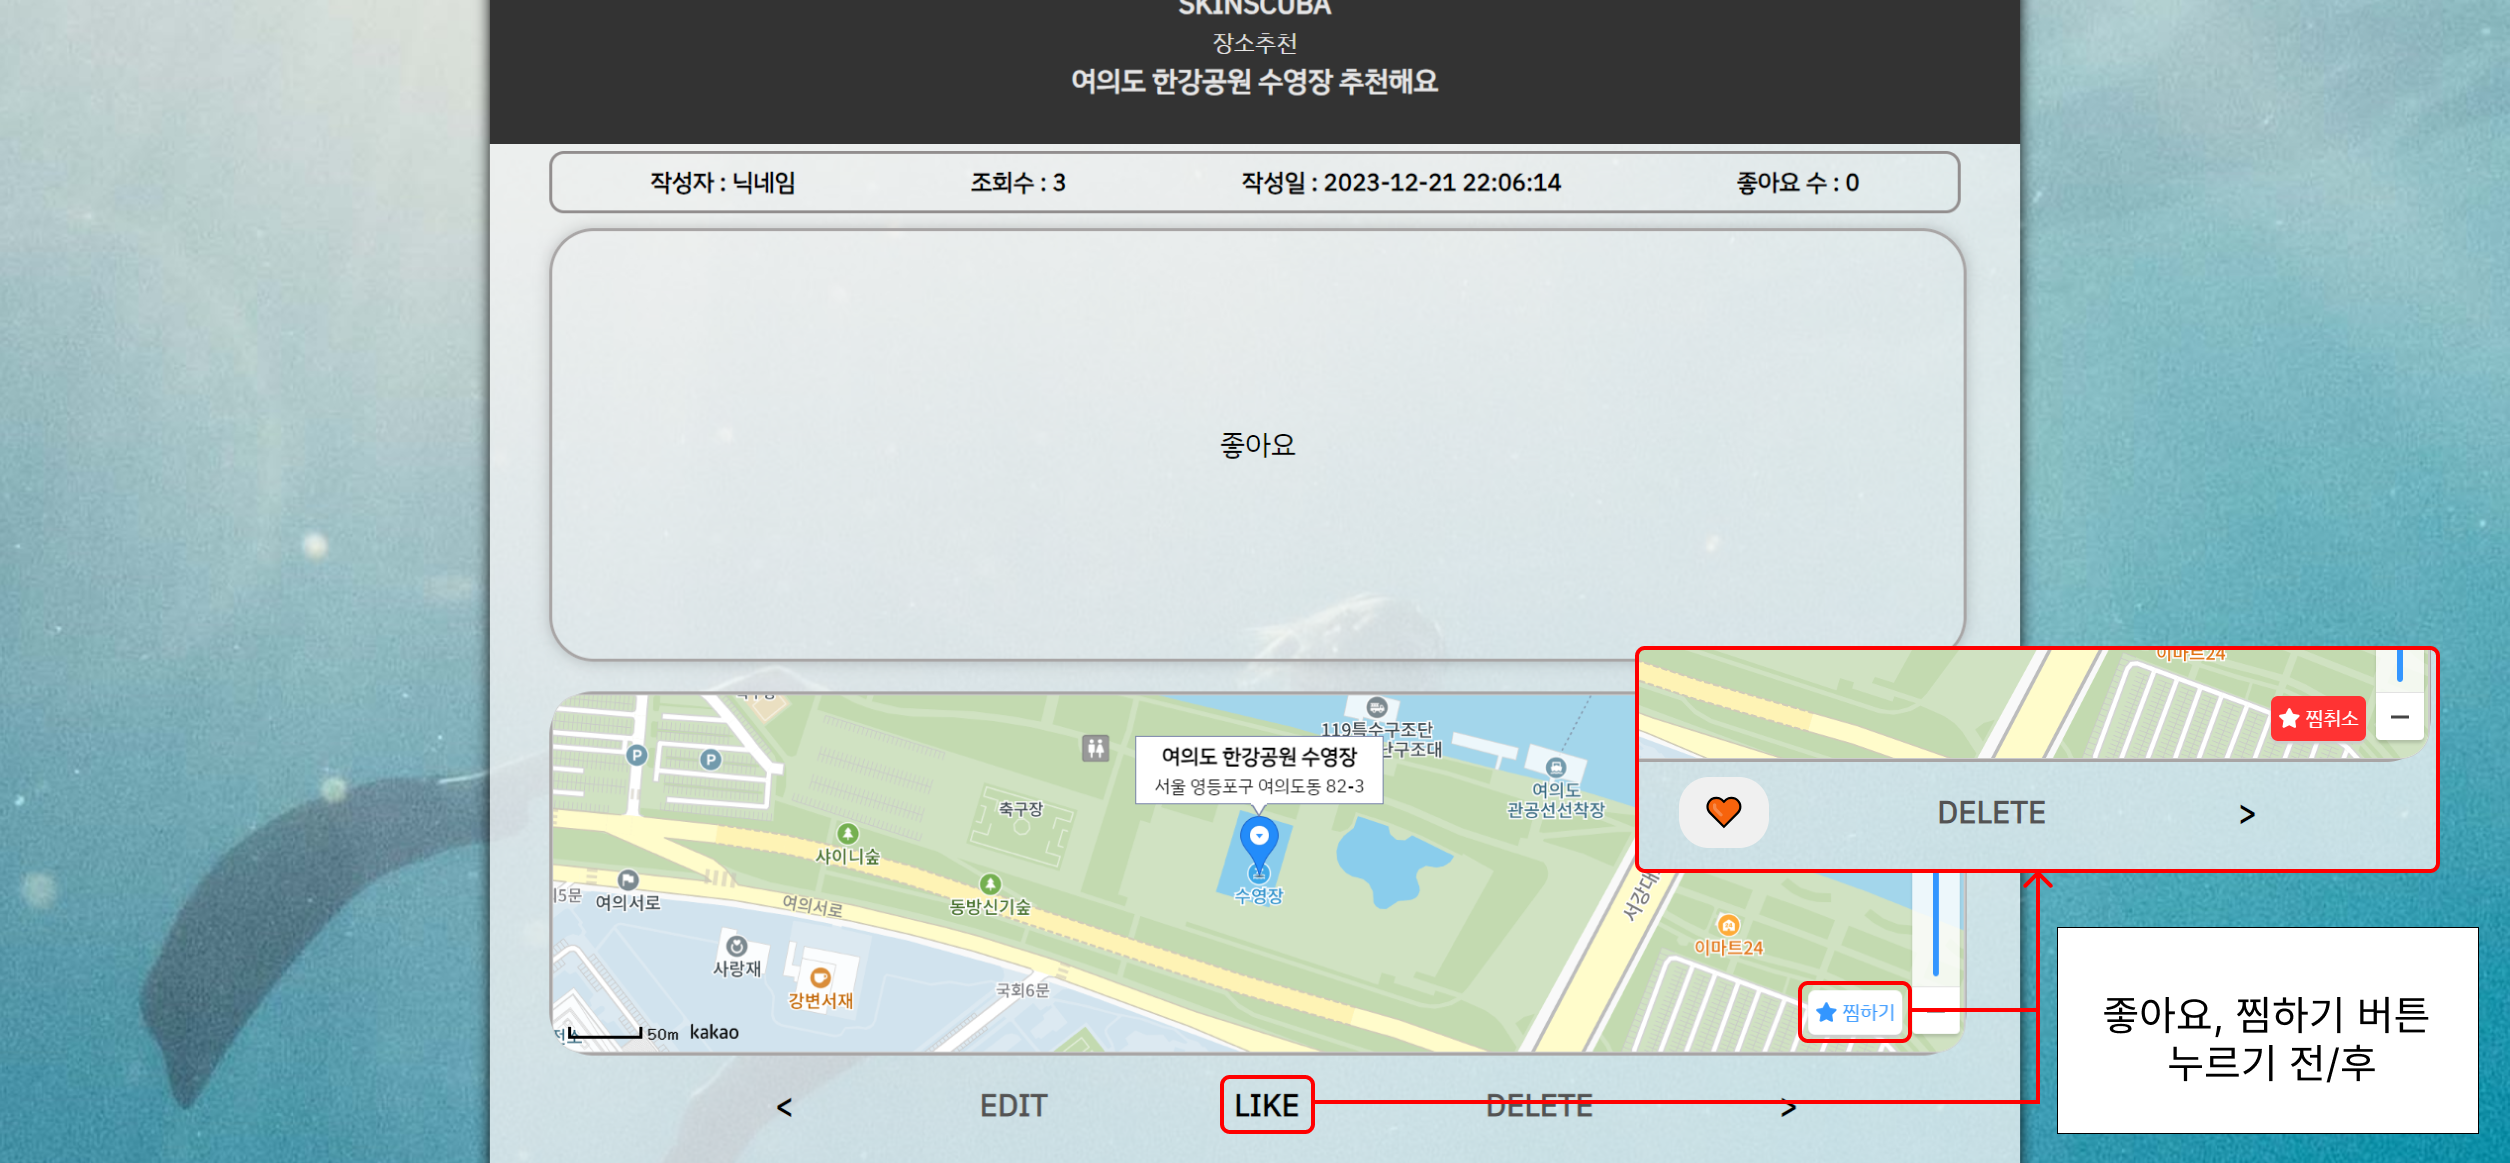 SKINSCUBA
장소추천
여의도 한강공원 수영장 추천해요
작성자 : 닉네임
조회수 : 3
작성일 : 2023-12-21 22:06:14
좋아요 수 : 0
좋아요
119특수구조단
난구조대
여의도 한강공원 수영장
서울 영등포구 여의도동 82-3
P
P
여의도
관공선선착장
축구장
샤이니숲
수영장
동방신기숲
5문
여의서로
여의서로
서강대
이마트24
사랑재
강변서재
국회6문
50m kakao
찜하기
이마트24
찜취소
DELETE
>
좋아요, 찜하기 버튼
누르기 전/후
<
EDIT
LIKE
DELETE
>